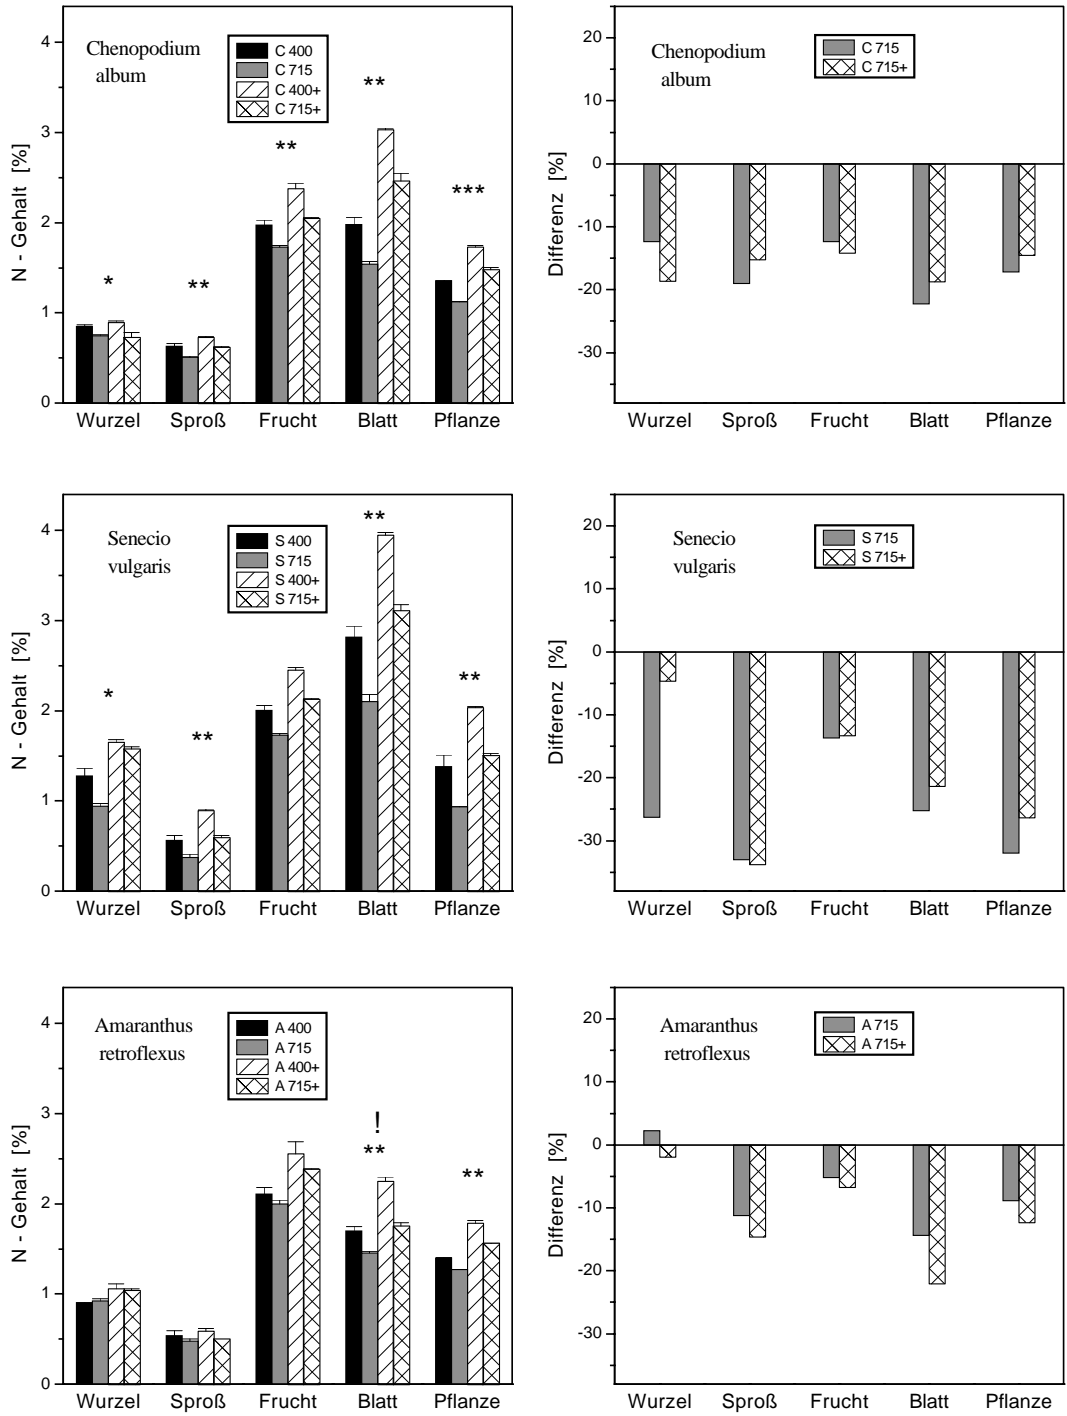 4
3
2
1
0
N - Gehalt [%]
Chenopodium
album
C 400
C 715
C 400+
C 715+
*
**
**
**
***
Wurzel Sproß Frucht Blatt Pflanze
20
10
0
-10
-20
-30
Differenz [%]
Chenopodium
album
C 715
C 715+
Wurzel Sproß Frucht Blatt Pflanze
4
3
2
1
0
N - Gehalt [%]
Senecio
vulgaris
S 400
S 715
S 400+
S 715+
*
**
**
**
Wurzel Sproß Frucht Blatt Pflanze
20
10
0
-10
-20
-30
Differenz [%]
Senecio
vulgaris
S 715
S 715+
Wurzel Sproß Frucht Blatt Pflanze
4
3
2
1
0
N - Gehalt [%]
Amaranthus
retroflexus
A 400
A 715
A 400+
A 715+
!
**
**
Wurzel Sproß Frucht Blatt Pflanze
20
10
0
-10
-20
-30
Differenz [%]
Amaranthus
retroflexus
A 715
A 715+
Wurzel Sproß Frucht Blatt Pflanze